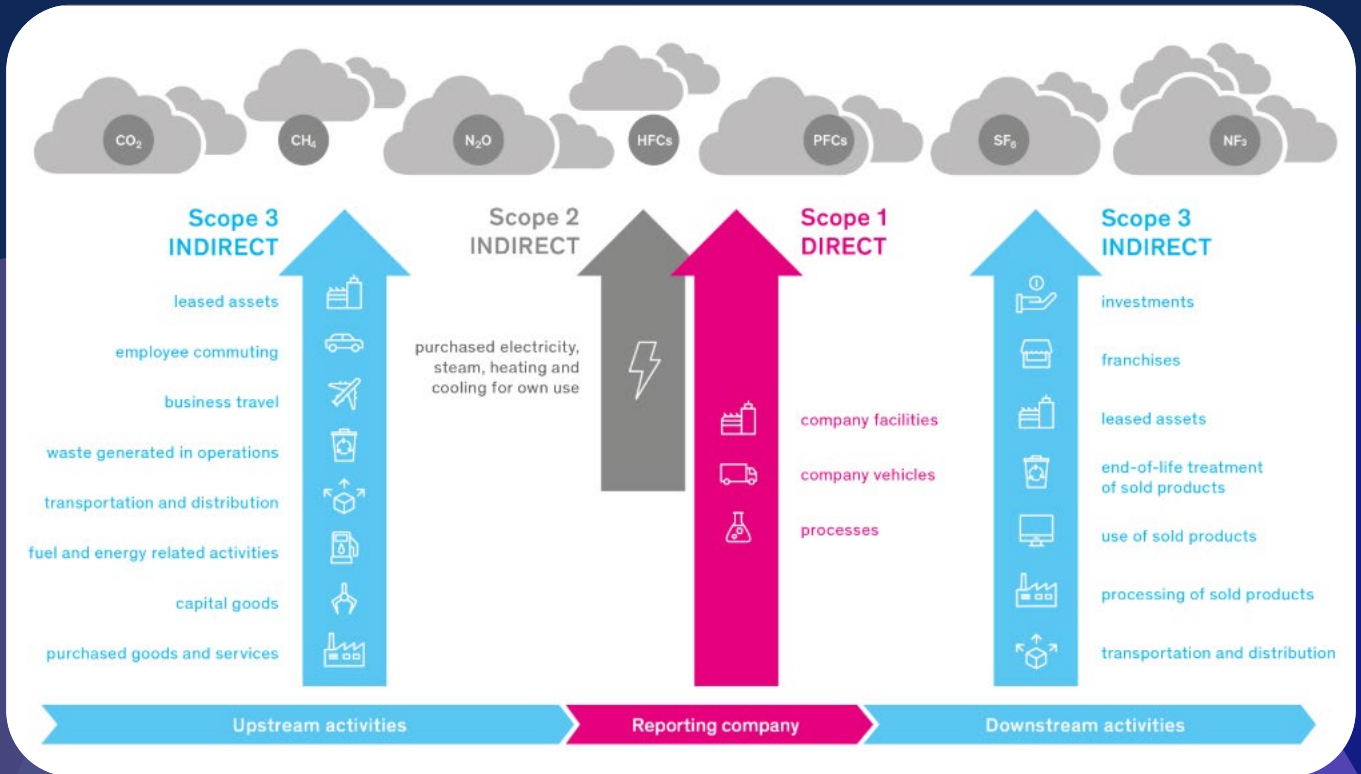 CO₂
CH₄
N₂O
HFCs
PFCs
SF₆
NF₃
Scope 3
INDIRECT
leased assets
employee commuting
business travel
waste generated in operations
transportation and distribution
fuel and energy related activities
capital goods
purchased goods and services
Scope 2
INDIRECT
purchased electricity,
steam, heating and
cooling for own use
Scope 1
DIRECT
company facilities
company vehicles
processes
Scope 3
INDIRECT
investments
franchises
leased assets
end-of-life treatment
of sold products
use of sold products
processing of sold products
transportation and distribution
Upstream activities
Reporting company
Downstream activities